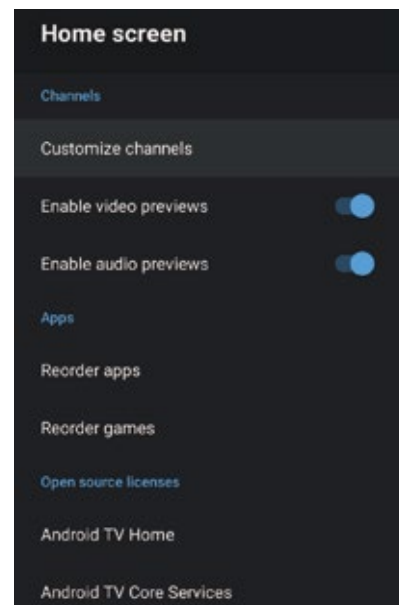 Home screen
Channels
Customize channels
Enable video previews
Enable audio previews
Apps
Reorder apps
Reorder games
Open source licenses
Android TV Home
Android TV Core Services